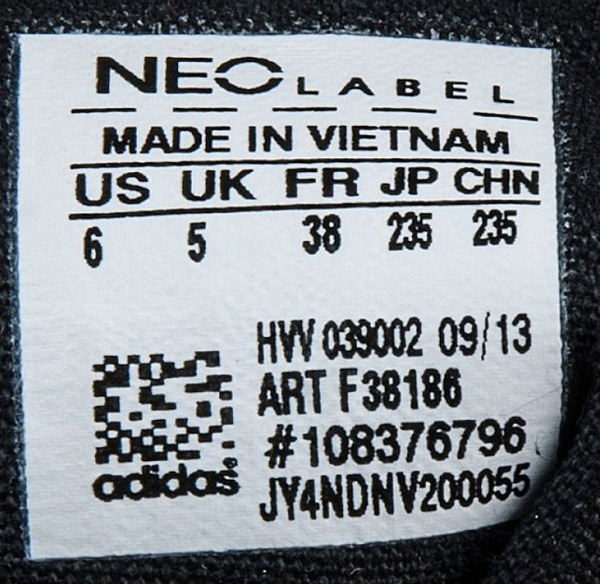 NEO LABEL
MADE IN VIETNAM
US UK FR JP CHN
6 5 38 235 235
HVV 039002 09/13
ART F38186
#108376796
JY4NDNV200055
adidas®